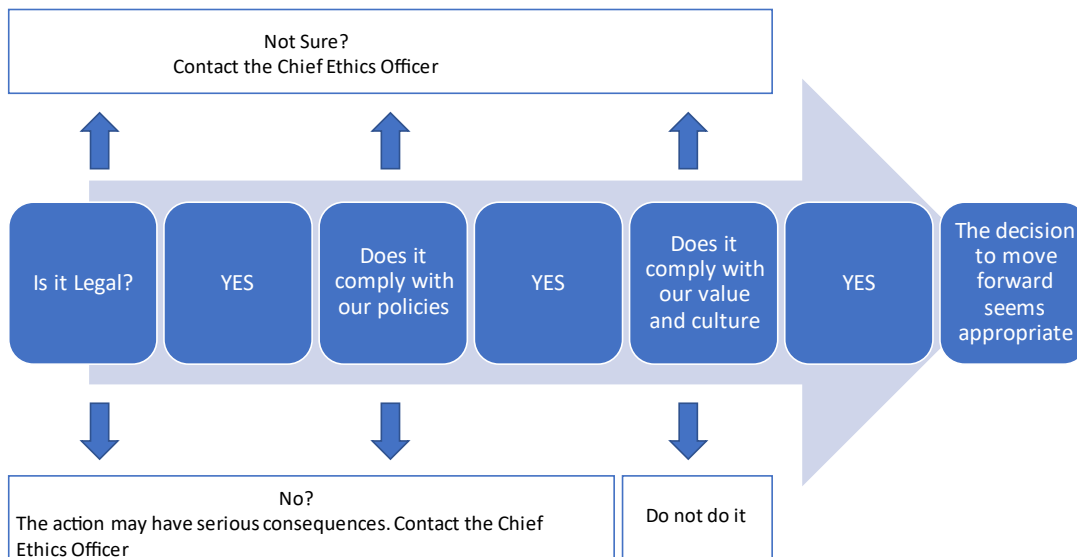 Not Sure?
Contact the Chief Ethics Officer
Is it Legal?
YES
Does it
comply with
our policies
YES
Does it
comply with
our value
and culture
YES
The decision
to move
forward
seems
appropriate
No?
The action may have serious consequences. Contact the Chief
Ethics Officer
Do not do it